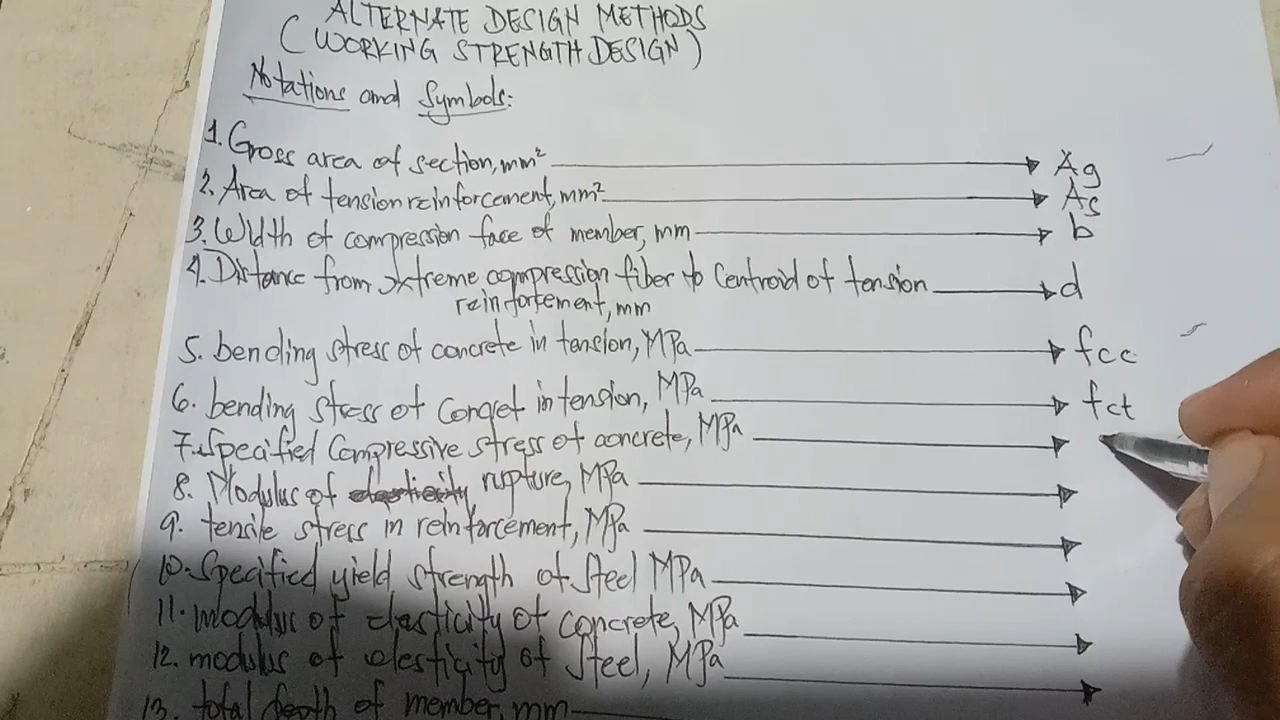 ALTERNATE DESIGN METHODS
(WORKING STRENGTH DESIGN)
Notations and Symbols:
1. Gross area of section, mm² Ag
2. Area of tension reinforcement, mm² As
3. Width of compression face of member, mm b
4. Distance from extreme compression fiber to Centroid of tension d
reinforcement, mm
5. bending stress of concrete in tension, MPa fcc
6. bending stress of in tension, MPa fct
7. Specified Compressive stress of concrete, MPa
8. Modulus of rupture, MPa
9. tensile stress in reinforcement, MPa
10. Specified yield strength of steel MPa
11. modulus of elasticity of concrete, MPa
12. modulus of elasticity of steel, MPa
13. total depth of member, mm